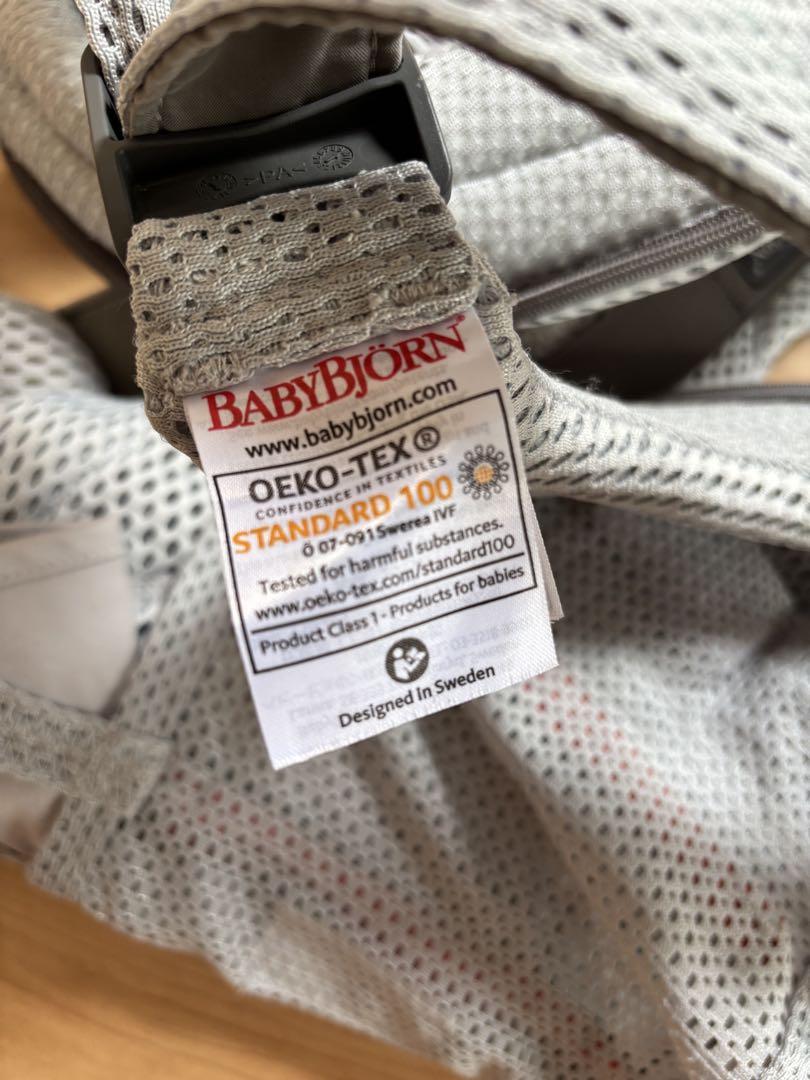 BABYBJÖRN®
www.babybjorn.com
OEKO-TEX®
CONFIDENCE IN TEXTILES
STANDARD 100
Ö 07-091 Swerea IVF
Tested for harmful substances.
www.oeko-tex.com/standard100
Product Class 1 - Products for babies
Designed in Sweden